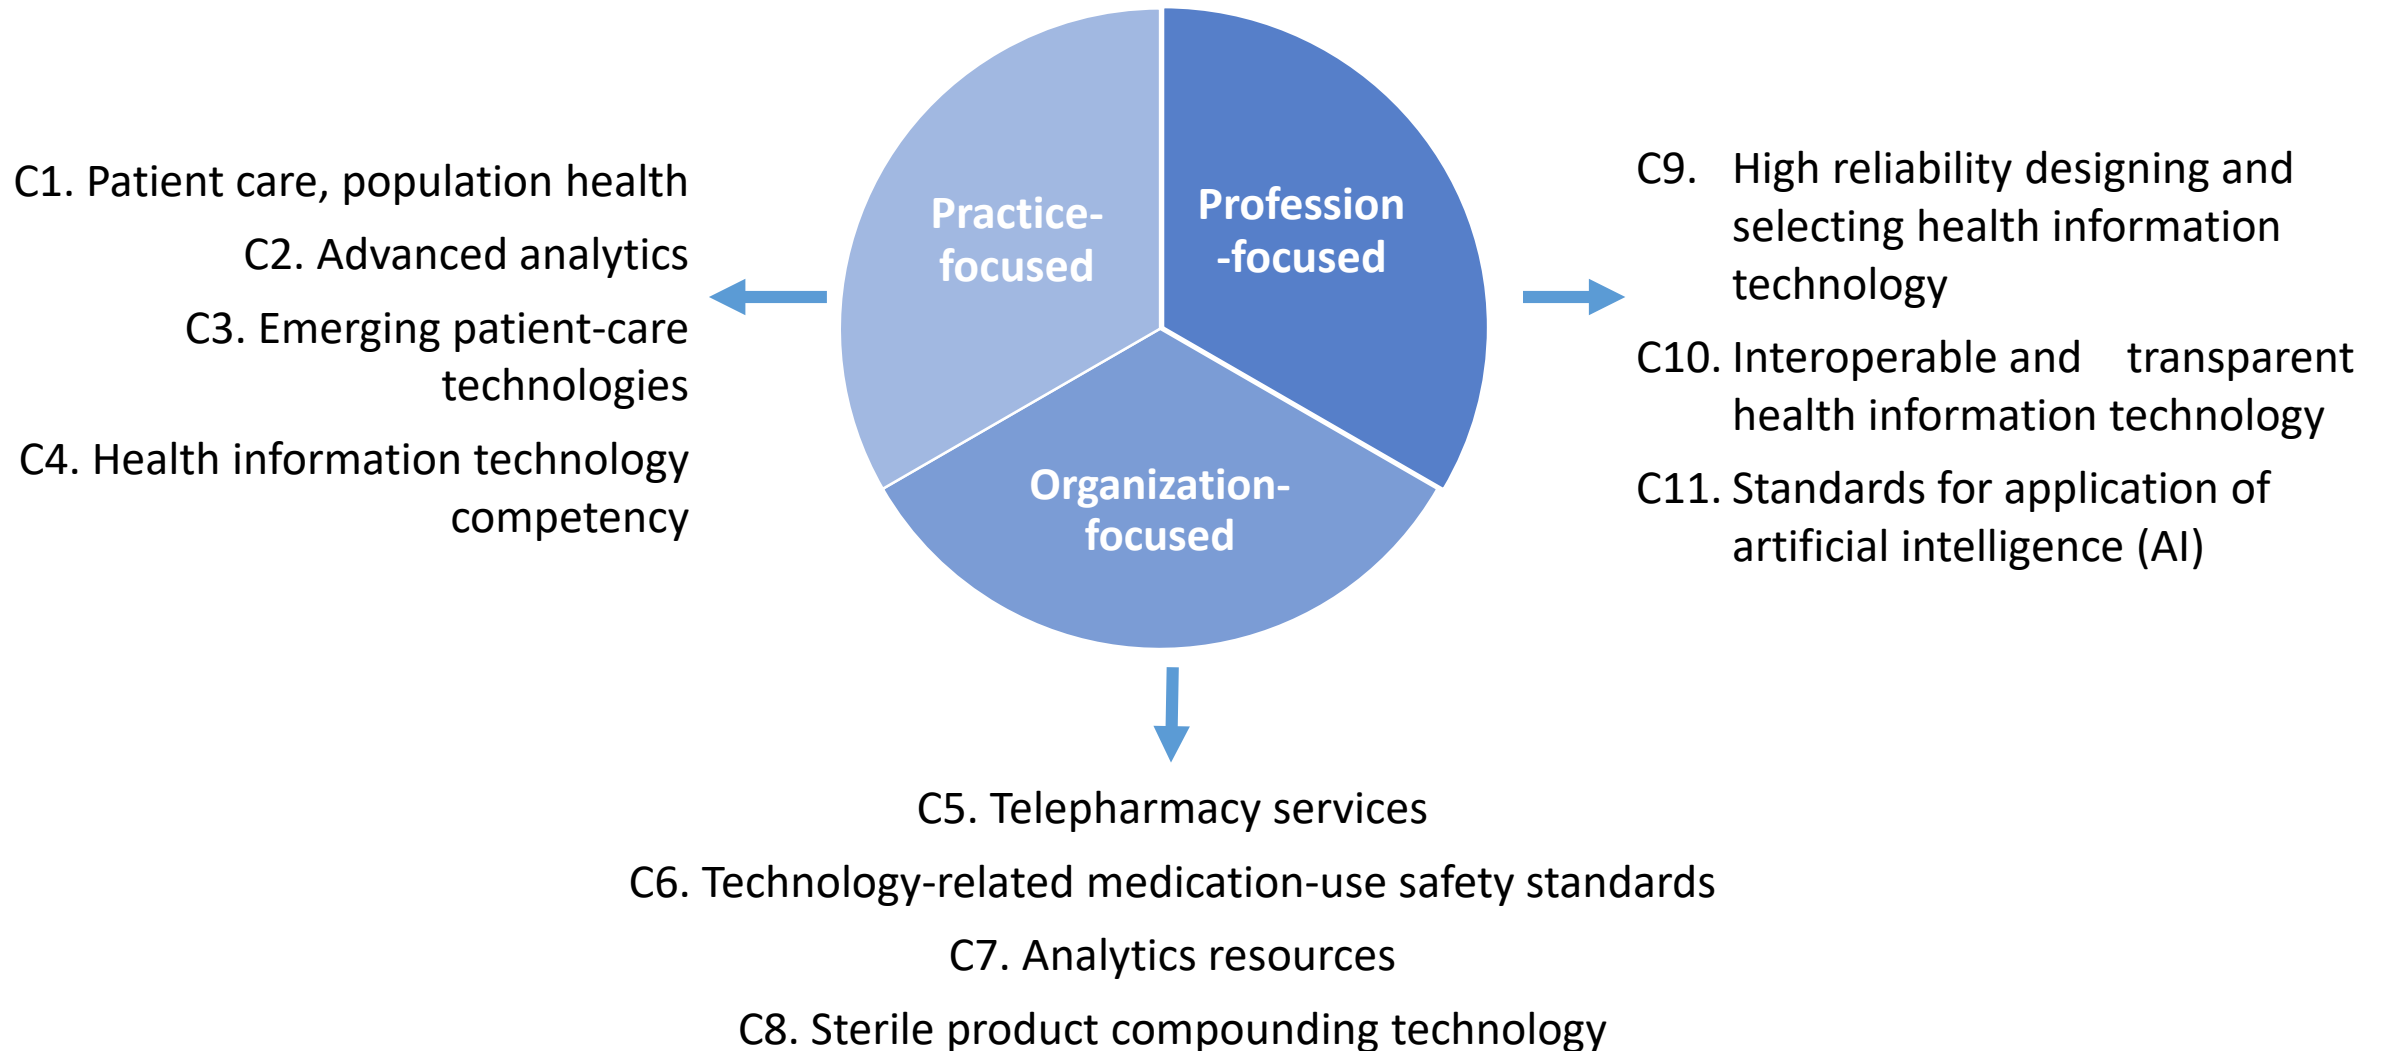 C1. Patient care, population health
C2. Advanced analytics
C3. Emerging patient-care
technologies
C4. Health information technology
competency
Practice-
focused
Profession
-focused
Organization-
focused
C9. High reliability designing and
selecting health information
technology
C10. Interoperable and transparent
health information technology
C11. Standards for application of
artificial intelligence (AI)
C5. Telepharmacy services
C6. Technology-related medication-use safety standards
C7. Analytics resources
C8. Sterile product compounding technology